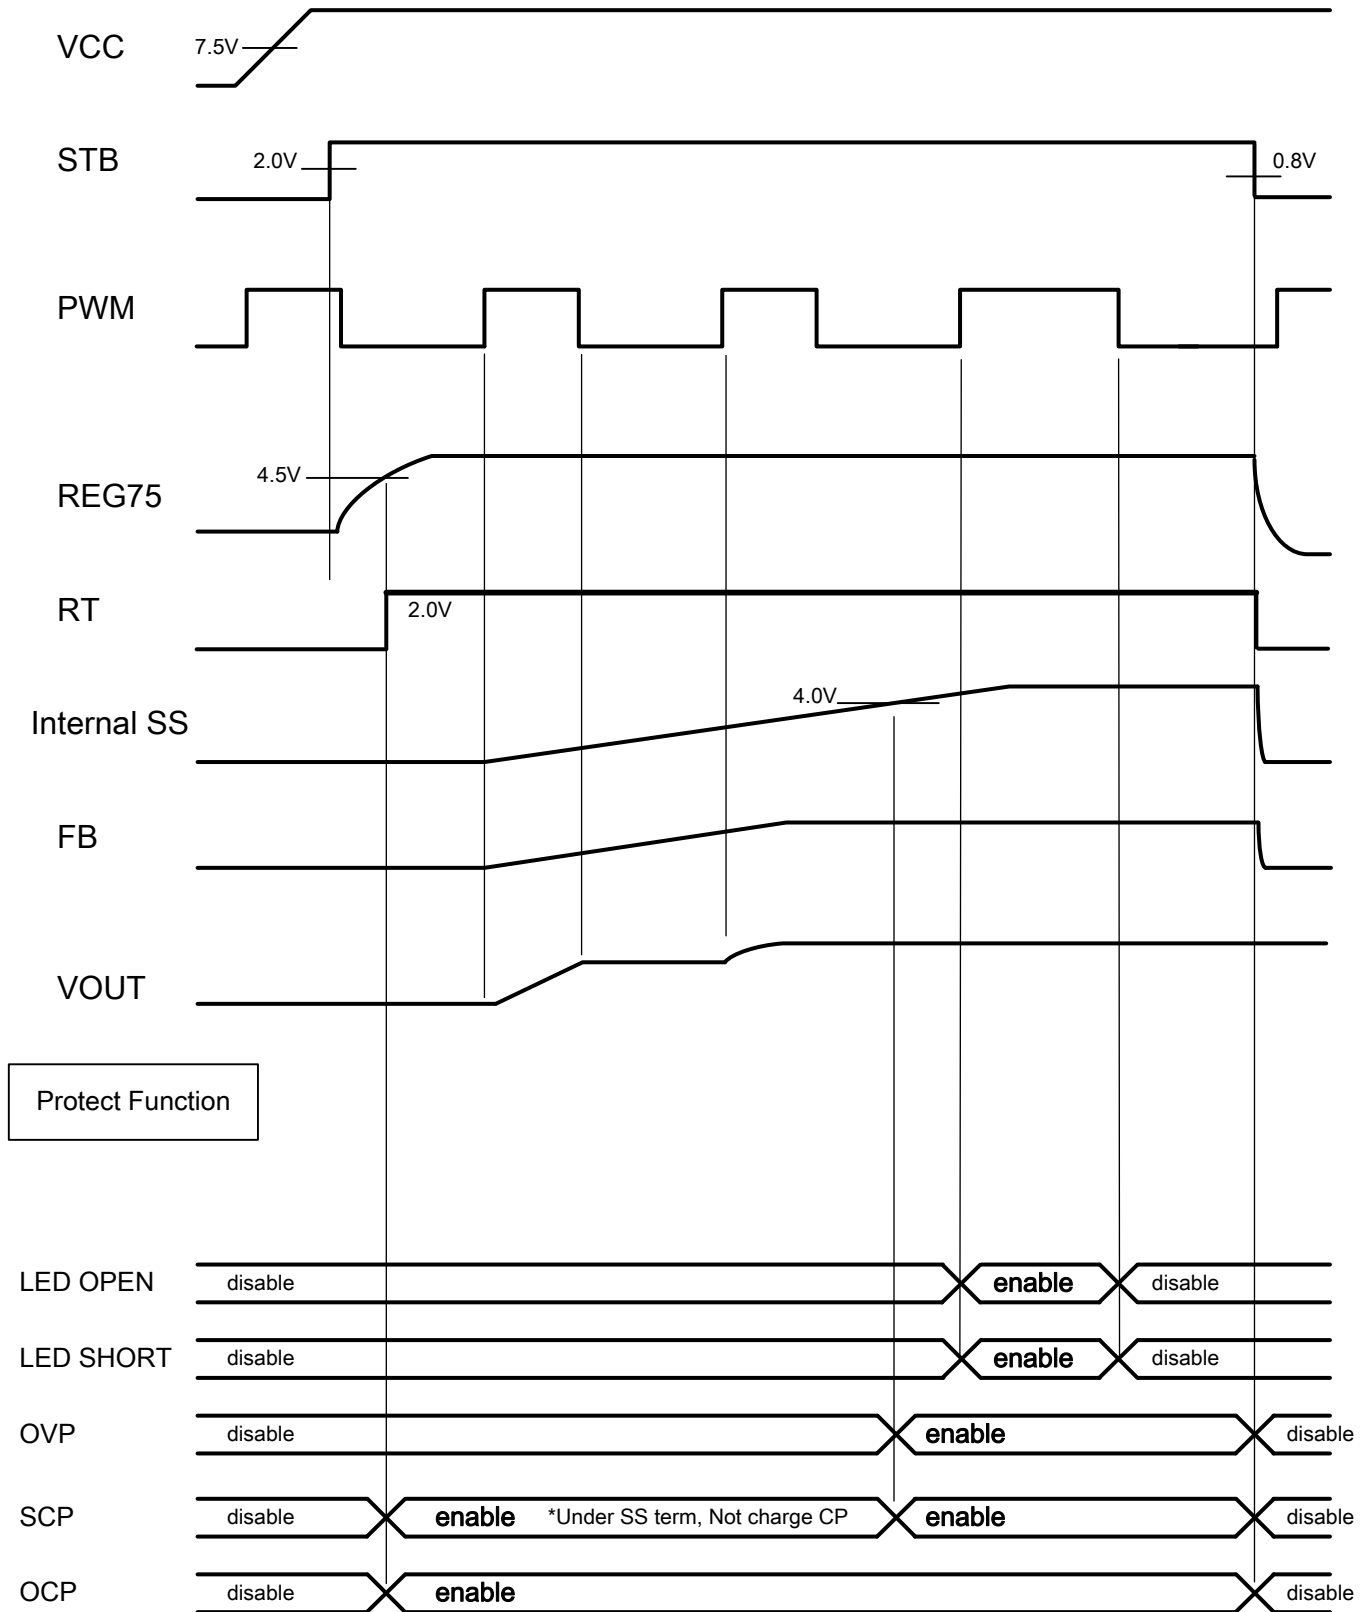 VCC
7.5V
STB
2.0V
0.8V
PWM
REG75
4.5V
RT
2.0V
Internal SS
4.0V
FB
VOUT
Protect Function
LED OPEN disable enable disable
LED SHORT disable enable disable
OVP disable enable disable
SCP disable enable *Under SS term, Not charge CP enable disable
OCP disable enable disable